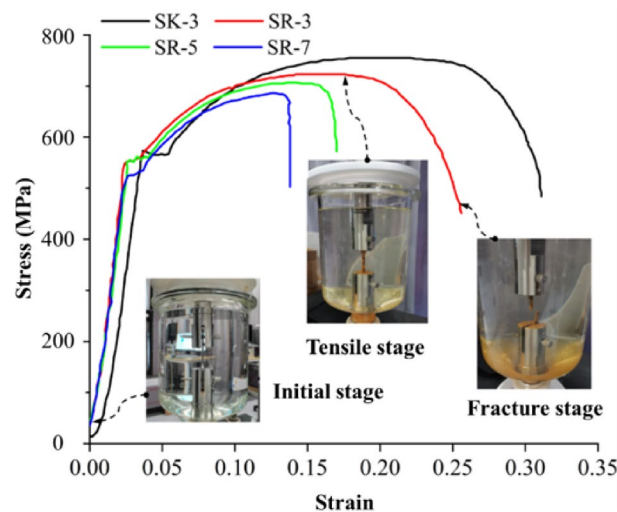 SK-3 SR-3
SR-5 SR-7
800
600
400
200
0
Stress (MPa)
Tensile stage
Initial stage
Fracture stage
0.00 0.05 0.10 0.15 0.20 0.25 0.30 0.35
Strain